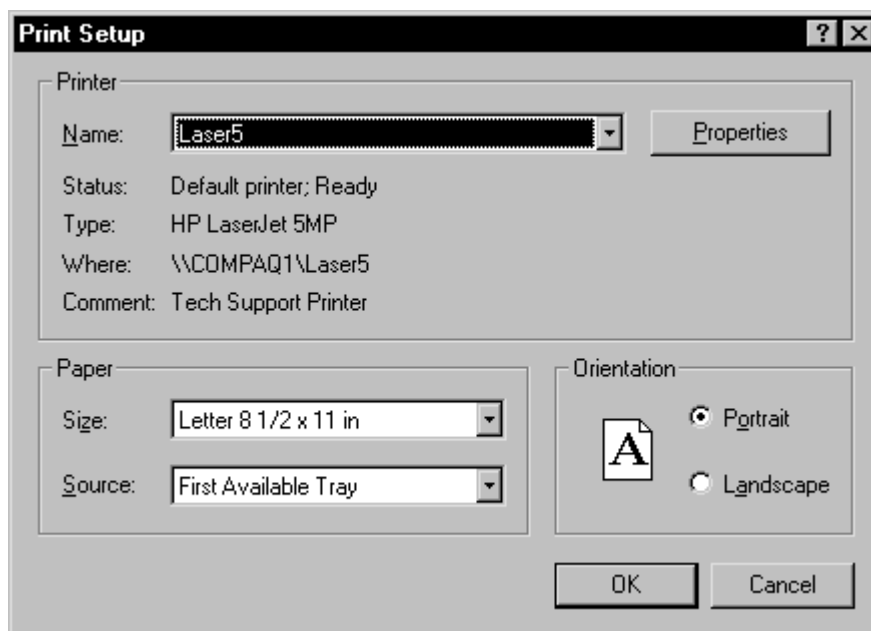 Print Setup
Printer
Name: Laser5 Properties
Status: Default printer; Ready
Type: HP LaserJet 5MP
Where: \\COMPAQ1\Laser5
Comment: Tech Support Printer
Paper
Size: Letter 8 1/2 x 11 in
Source: First Available Tray
Orientation
A
Portrait
Landscape
OK Cancel